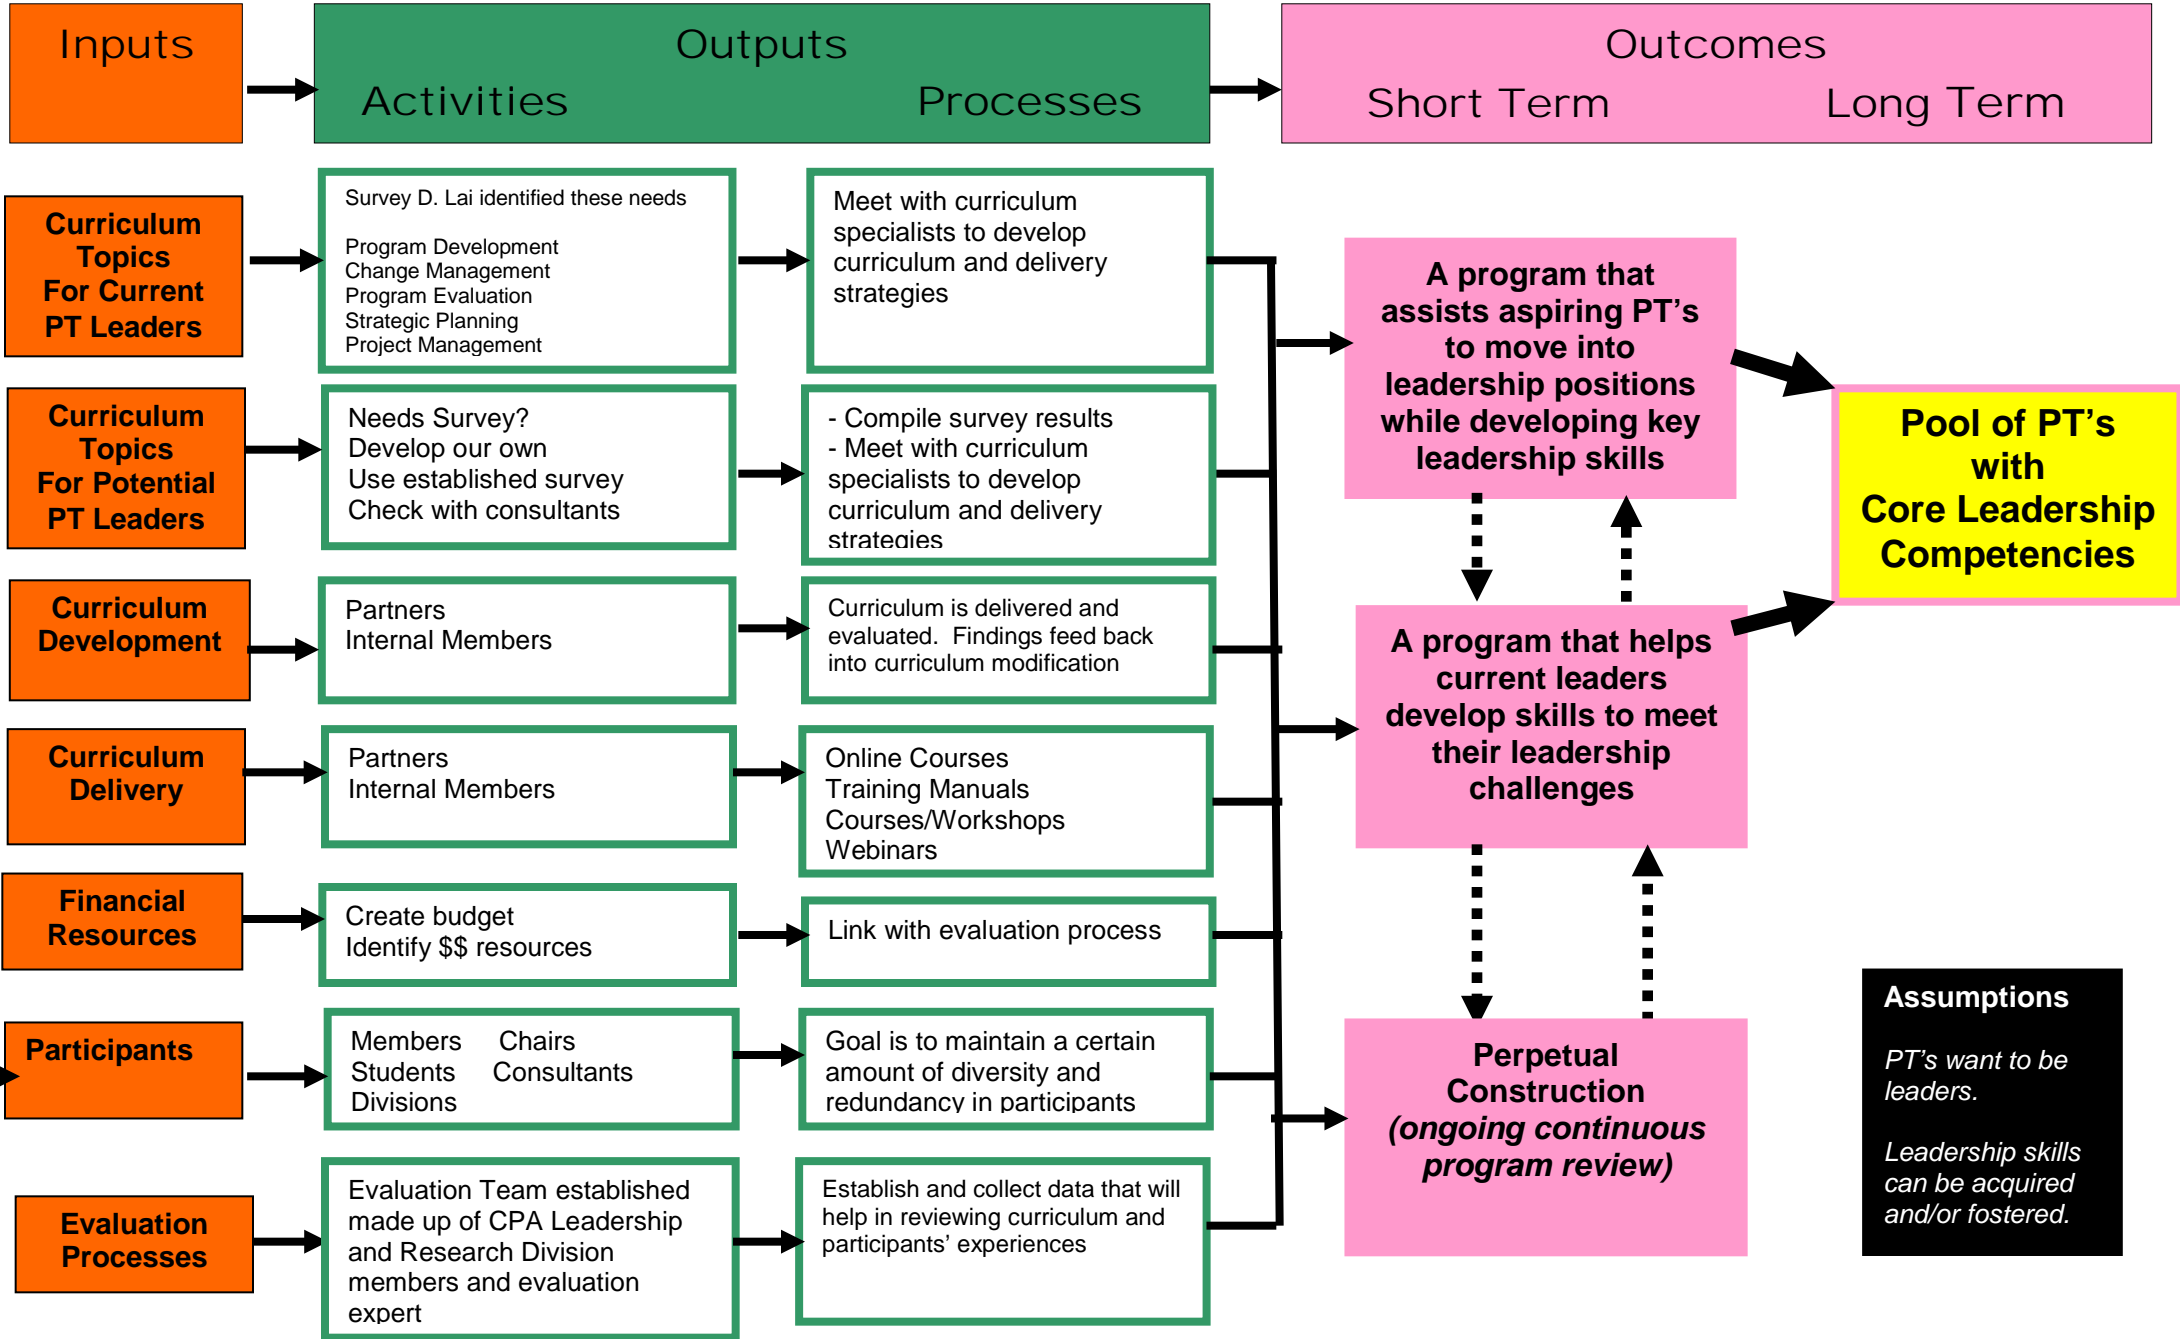 Inputs
Outputs
Activities Processes
Outcomes
Short Term Long Term
Curriculum
Topics
For Current
PT Leaders
Survey D. Lai identified these needs
Program Development
Change Management
Program Evaluation
Strategic Planning
Project Management
Meet with curriculum
specialists to develop
curriculum and delivery
strategies
Curriculum
Topics
For Potential
PT Leaders
Needs Survey?
Develop our own
Use established survey
Check with consultants
- Compile survey results
- Meet with curriculum
specialists to develop
curriculum and delivery
strategies
Curriculum
Development
Partners
Internal Members
Curriculum is delivered and
evaluated.  Findings feed back
into curriculum modification
Curriculum
Delivery
Partners
Internal Members
Online Courses
Training Manuals
Courses/Workshops
Webinars
Financial
Resources
Create budget
Identify $$ resources
Link with evaluation process
Participants
Members Chairs
Students Consultants
Divisions
Goal is to maintain a certain
amount of diversity and
redundancy in participants
Evaluation
Processes
Evaluation Team established
made up of CPA Leadership
and Research Division
members and evaluation
expert
Establish and collect data that will
help in reviewing curriculum and
participants’ experiences
A program that
assists aspiring PT’s
to move into
leadership positions
while developing key
leadership skills
A program that helps
current leaders
develop skills to meet
their leadership
challenges
Perpetual
Construction
(ongoing continuous
program review)
Pool of PT’s
with
Core Leadership
Competencies
Assumptions
PT’s want to be
leaders.
Leadership skills
can be acquired
and/or fostered.